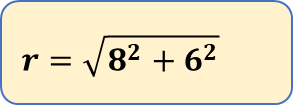 r = √(8² + 6²)